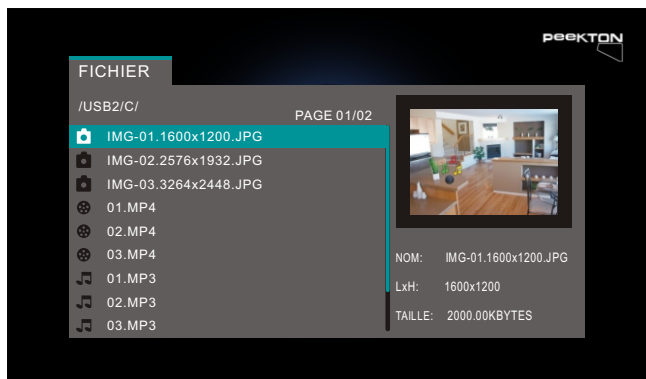 PEEKTON
FICHIER
/USB2/C/
PAGE 01/02
IMG-01.1600x1200.JPG
IMG-02.2576x1932.JPG
IMG-03.3264x2448.JPG
01.MP4
02.MP4
03.MP4
01.MP3
02.MP3
03.MP3
NOM: IMG-01.1600x1200.JPG
LxH: 1600x1200
TAILLE: 2000.00KBYTES